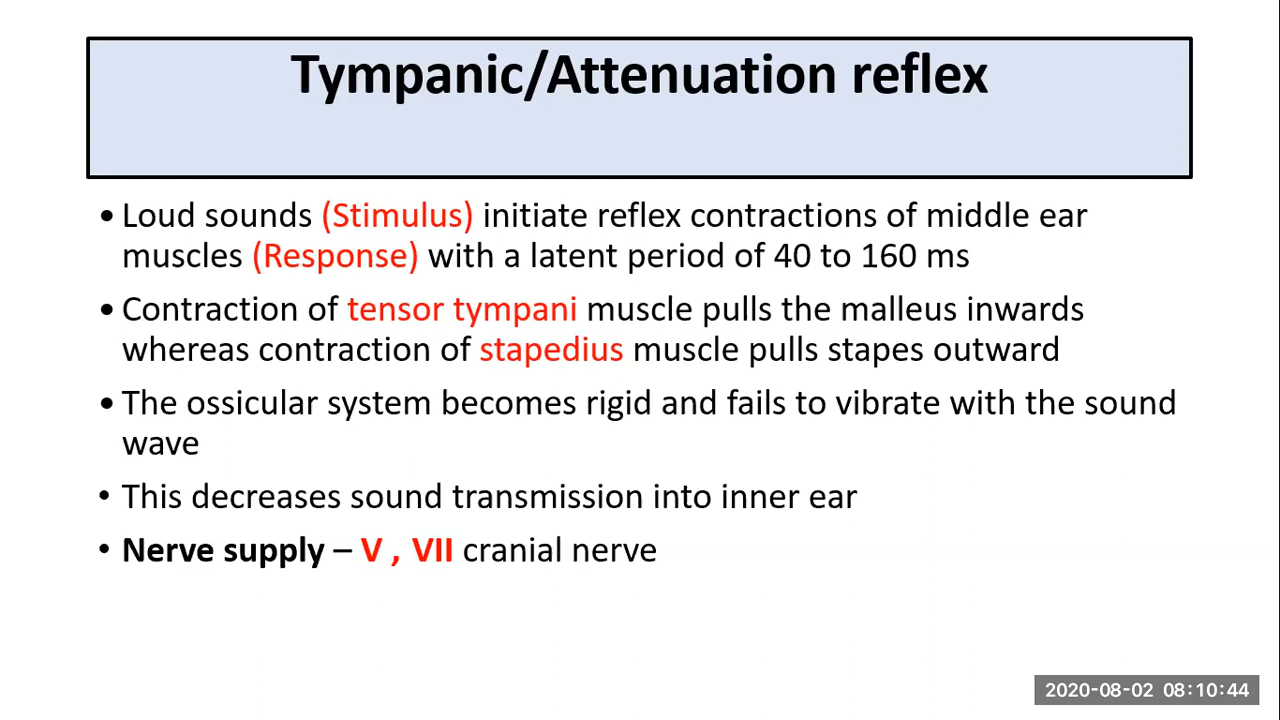 Tympanic/Attenuation reflex
• Loud sounds (Stimulus) initiate reflex contractions of middle ear
muscles (Response) with a latent period of 40 to 160 ms
• Contraction of tensor tympani muscle pulls the malleus inwards
whereas contraction of stapedius muscle pulls stapes outward
• The ossicular system becomes rigid and fails to vibrate with the sound
wave
• This decreases sound transmission into inner ear
• Nerve supply – V , VII cranial nerve
2020-08-02 08:10:44